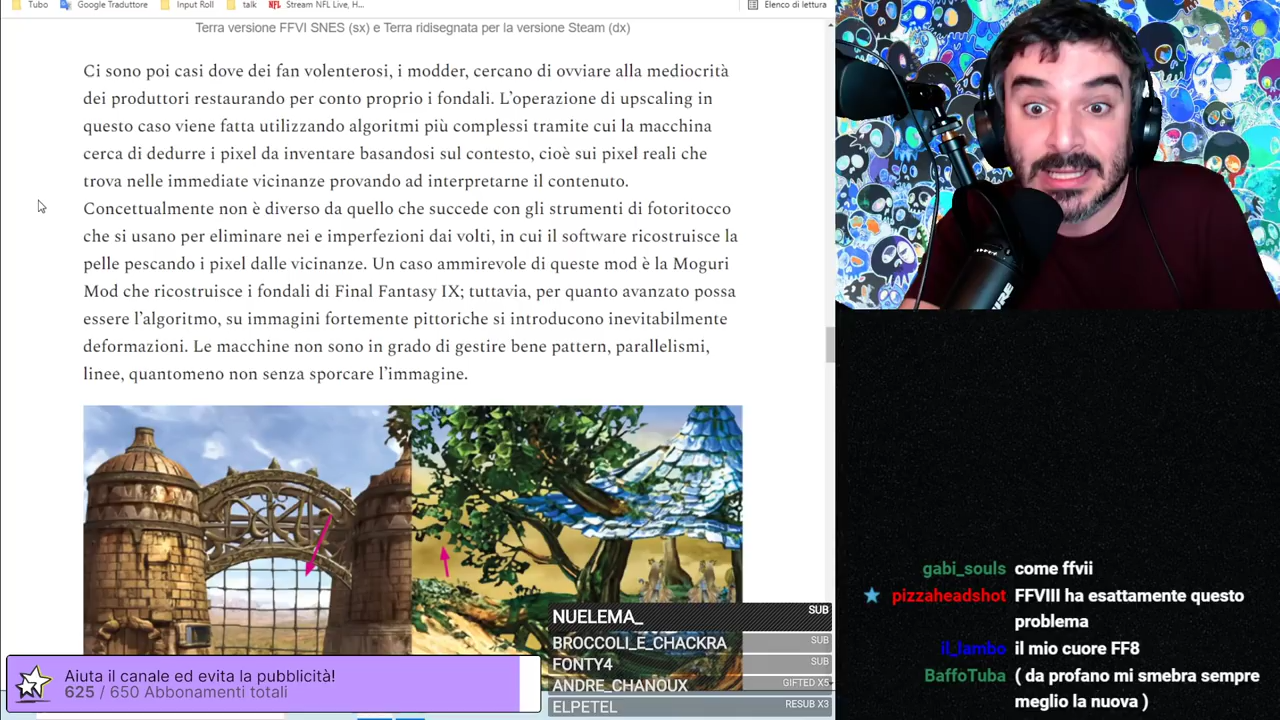 Tubo
Google Traduttore
Input Roll
talk
NFL
Stream NFL Live, H...
Elenco di lettura
Terra versione FFVI SNES (sx) e Terra ridisegnata per la versione Steam (dx)
Ci sono poi casi dove dei fan volenterosi, i modder, cercano di ovviare alla mediocrità
dei produttori restaurando per conto proprio i fondali. L'operazione di upscaling in
questo caso viene fatta utilizzando algoritmi più complessi tramite cui la macchina
cerca di dedurre i pixel da inventare basandosi sul contesto, cioè sui pixel reali che
trova nelle immediate vicinanze provando ad interpretarne il contenuto.
Concettualmente non è diverso da quello che succede con gli strumenti di fotoritocco
che si usano per eliminare nei e imperfezioni dai volti, in cui il software ricostruisce la
pelle pescando i pixel dalle vicinanze. Un caso ammirevole di queste mod è la Moguri
Mod che ricostruisce i fondali di Final Fantasy IX; tuttavia, per quanto avanzato possa
essere l'algoritmo, su immagini fortemente pittoriche si introducono inevitabilmente
deformazioni. Le macchine non sono in grado di gestire bene pattern, parallelismi,
linee, quantomeno non senza sporcare l'immagine.
NUELEMA_ SUB
BROCCOLI_E_CHACKRA SUB
FONTY4 SUB
ANDRE_CHANOUX GIFTED X5
ELPETEL RESUB X3
Aiuta il canale ed evita la pubblicità!
625 / 650 Abbonamenti totali
gabi_souls come ffvii
pizzaheadshot FFVIII ha esattamente questo
problema
il_lambo il mio cuore FF8
BaffoTuba ( da profano mi smebra sempre
meglio la nuova )